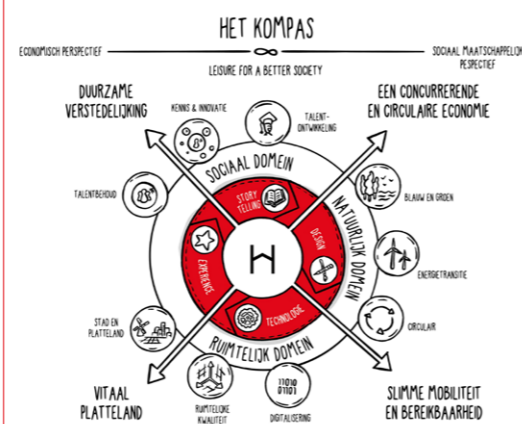 HET KOMPAS
ECONOMISCH PERSPECTIEF
SOCIAAL MAATSCHAPPELIJK
PESPECTIEF
LEISURE FOR A BETTER SOCIETY
DUURZAME
VERSTEDELIJKING
EEN CONCURRERENDE
EN CIRCULAIRE ECONOMIE
KENNIS & INNOVATIE
TALENT-
ONTWIKKELING
SOCIAAL DOMEIN
TALENTBEHOUD
STORY
TELLING
BLAUW EN GROEN
NATUURLIJK DOMEIN
DESIGN
H
EXPERIENCE
ENERGIETRANSITIE
TECHNOLOGIE
STAD EN
PLATTELAND
CIRCULAIR
RUIMTELIJK DOMEIN
VITAAL
PLATTELAND
RUIMTELIJKE
KWALITEIT
11010
01101
DIGITALISERING
SLIMME MOBILITEIT
EN BEREIKBAARHEID